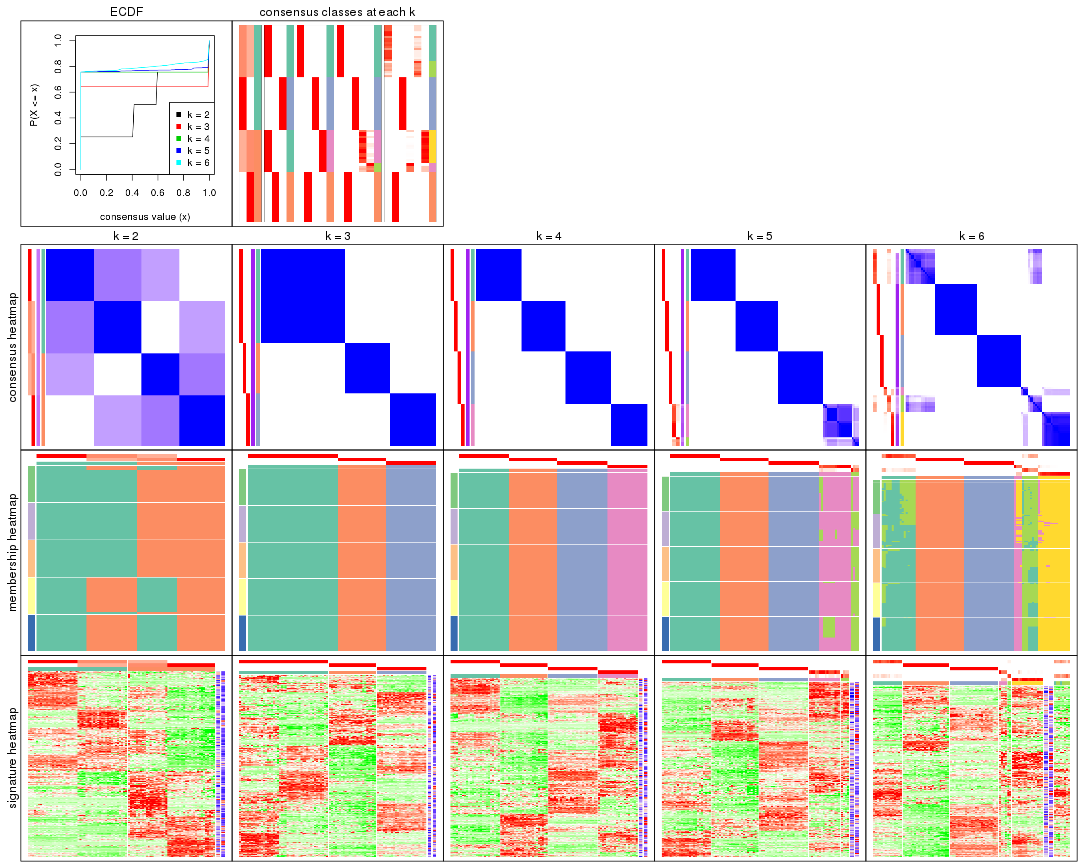 ECDF
consensus classes at each k
P(X <= x)
0.0 0.2 0.4 0.6 0.8 1.0
k = 2
k = 3
k = 4
k = 5
k = 6
0.0 0.2 0.4 0.6 0.8 1.0
consensus value (x)
k = 2
k = 3
k = 4
k = 5
k = 6
consensus heatmap
membership heatmap
signature heatmap